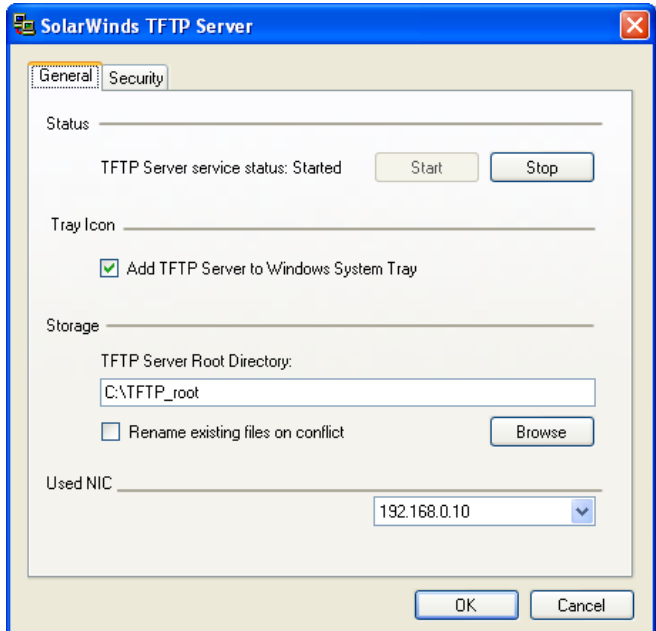 SolarWinds TFTP Server
General Security
Status
TFTP Server service status: Started Start Stop
Tray Icon
Add TFTP Server to Windows System Tray
Storage
TFTP Server Root Directory:
C:\TFTP_root
Rename existing files on conflict Browse
Used NIC
192.168.0.10
OK Cancel